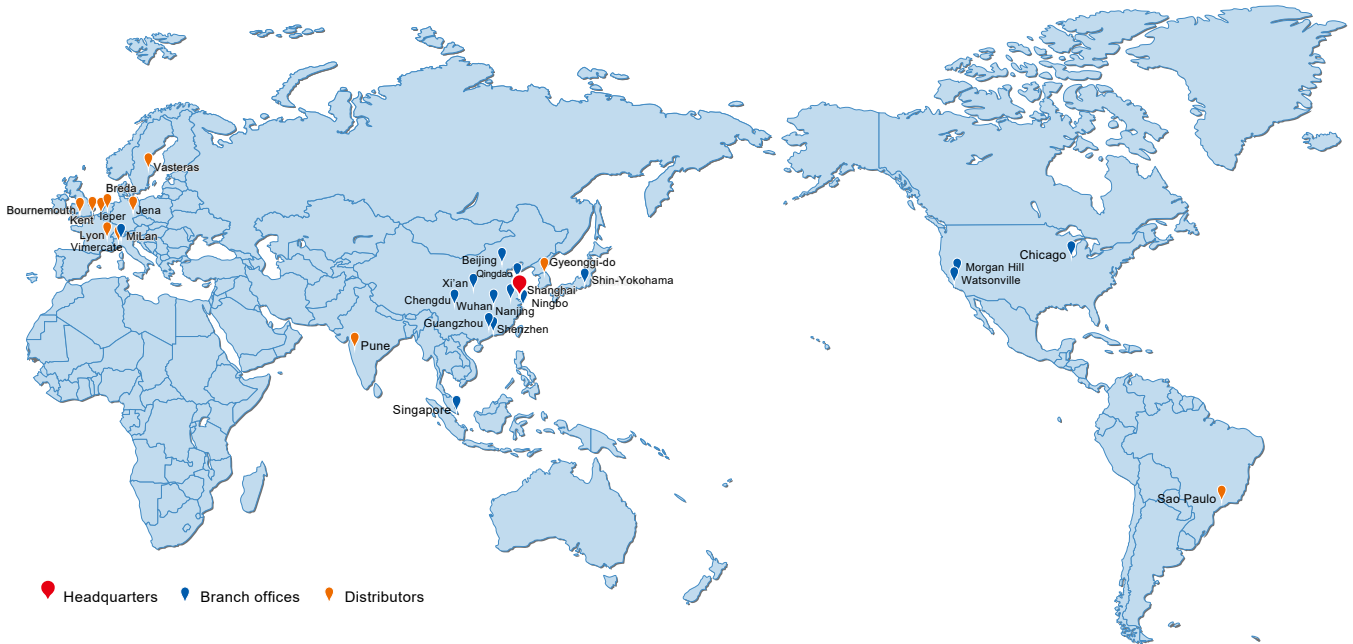 Vasteras
Breda
Bournemouth
Jena
Kent
Ieper
Lyon
MiLan
Vimercate
Beijing
Gyeonggi-do
Qingdao
Xi'an
Shin-Yokohama
Shanghai
Chengdu
Wuhan
Ningbo
Nanjing
Guangzhou
Shenzhen
Pune
Singapore
Chicago
Morgan Hill
Watsonville
Sao Paulo
Headquarters
Branch offices
Distributors